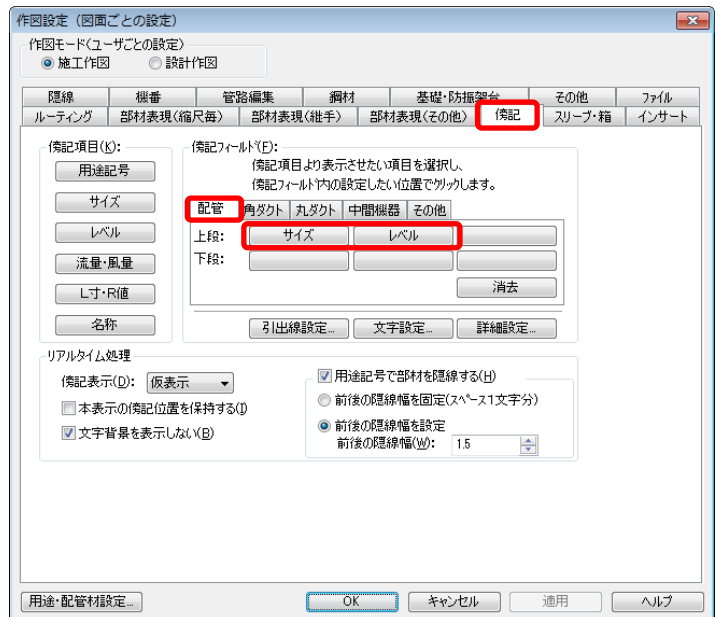 作図設定（図面ごとの設定）
作図モード(ユーザごとの設定)
施工作図 設計作図
隠線 機番 管路編集 鋼材 基礎・防振架台 その他 ファイル
ルーティング 部材表現(縮尺毎) 部材表現(継手) 部材表現(その他) 傍記 スリーブ・箱 インサート
傍記項目(K):
用途記号
サイズ
レベル
流量・風量
L寸・R値
名称
傍記フィールド(F):
傍記項目より表示させたい項目を選択し、
傍記フィールド内の設定したい位置でクリックします。
配管 角ダクト 丸ダクト 中間機器 その他
上段: サイズ レベル
下段:
消去
引出線設定... 文字設定... 詳細設定...
リアルタイム処理
傍記表示(D): 仮表示
本表示の傍記位置を保持する(I)
文字背景を表示しない(B)
用途記号で部材を隠線する(H)
前後の隠線幅を固定(スペース1文字分)
前後の隠線幅を設定
前後の隠線幅(W): 1.5
用途・配管材設定... OK キャンセル 適用 ヘルプ